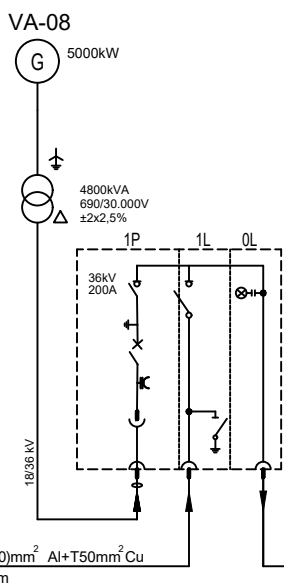 VA-08
G
5000kW
4800kVA
690/30.000V
±2x2,5%
1P
1L
0L
36kV
200A
18/36 kV
0)mm² Al+T50mm² Cu
m